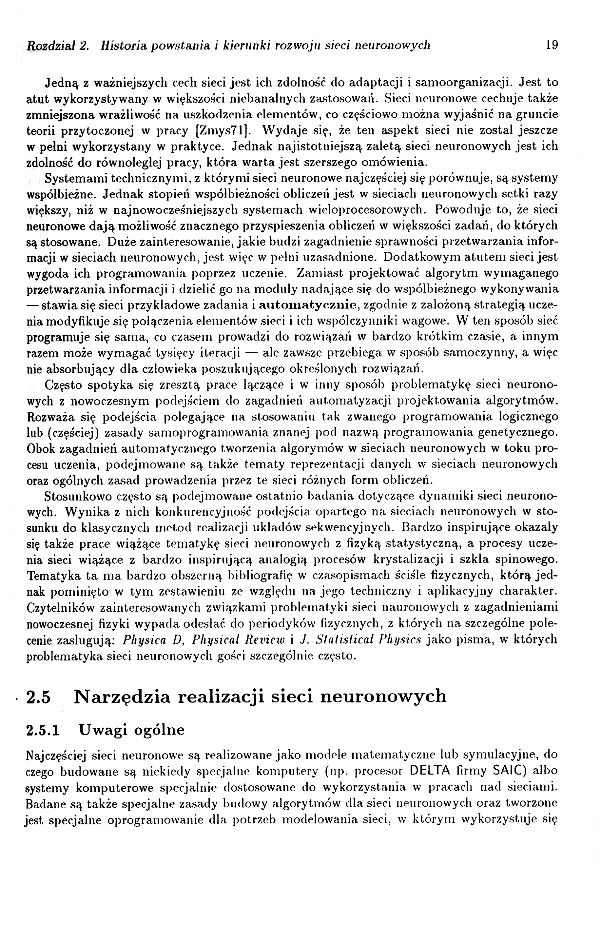 Rozdział 2. Historia powstania i kierunki rozwoju sieci neuronowych 19
Jedną z ważniejszych cech sieci jest ich zdolność do adaptacji i samoorganizacji. Jest to
atut wykorzystywany w większości niebanalnych zastosowań. Sieci neuronowe cechuje także
zmniejszona wrażliwość na uszkodzenia elementów, co częściowo można wyjaśnić na gruncie
teorii przytoczonej w pracy [Zmys71]. Wydaje się, że ten aspekt sieci nie został jeszcze
w pełni wykorzystany w praktyce. Jednak najistotniejszą zaletą sieci neuronowych jest ich
zdolność do równoległej pracy, która warta jest szerszego omówienia.
Systemami technicznymi, z którymi sieci neuronowe najczęściej się porównuje, są systemy
współbieżne. Jednak stopień współbieżności obliczeń jest w sieciach neuronowych setki razy
większy, niż w najnowocześniejszych systemach wieloprocesorowych. Powoduje to, że sieci
neuronowe dają możliwość znacznego przyspieszenia obliczeń w większości zadań, do których
są stosowane. Duże zainteresowanie, jakie budzi zagadnienie sprawności przetwarzania infor-
macji w sieciach neuronowych, jest więc w pełni uzasadnione. Dodatkowym atutem sieci jest
wygoda ich programowania poprzez uczenie. Zamiast projektować algorytm wymaganego
przetwarzania informacji i dzielić go na moduły nadające się do współbieżnego wykonywania
— stawia się sieci przykładowe zadania i automatycznie, zgodnie z założoną strategią ucze-
nia modyfikuje się połączenia elementów sieci i ich współczynniki wagowe. W ten sposób sieć
programuje się sama, co czasem prowadzi do rozwiązań w bardzo krótkim czasie, a innym
razem może wymagać tysięcy iteracji — ale zawsze przebiega w sposób samoczynny, a więc
nie absorbujący dla człowieka poszukującego określonych rozwiązań.
Często spotyka się zresztą prace łączące i w inny sposób problematykę sieci neurono-
wych z nowoczesnym podejściem do zagadnień automatyzacji projektowania algorytmów.
Rozważa się podejścia polegające na stosowaniu tak zwanego programowania logicznego
lub (częściej) zasady samoprogramowania znanej pod nazwą programowania genetycznego.
Obok zagadnień automatycznego tworzenia algorymów w sieciach neuronowych w toku pro-
cesu uczenia, podejmowane są także tematy reprezentacji danych w sieciach neuronowych
oraz ogólnych zasad prowadzenia przez te sieci różnych form obliczeń.
Stosunkowo często są podejmowane ostatnio badania dotyczące dynamiki sieci neurono-
wych. Wynika z nich konkurencyjność podejścia opartego na sieciach neuronowych w sto-
sunku do klasycznych metod realizacji układów sekwencyjnych. Bardzo inspirujące okazały
się także prace wiążące tematykę sieci neuronowych z fizyką statystyczną, a procesy ucze-
nia sieci wiążące z bardzo inspirującą analogią procesów krystalizacji i szkła spinowego.
Tematyka ta ma bardzo obszerną bibliografię w czasopismach ściśle fizycznych, którą jed-
nak pominięto w tym zestawieniu ze względu na jego techniczny i aplikacyjny charakter.
Czytelników zainteresowanych związkami problematyki sieci nauronowych z zagadnieniami
nowoczesnej fizyki wypada odesłać do periodyków fizycznych, z których na szczególne pole-
cenie zasługują: Physica D, Physical Review i J. Statistical Physics jako pisma, w których
problematyka sieci neuronowych gości szczególnie często.
2.5 Narzędzia realizacji sieci neuronowych
2.5.1 Uwagi ogólne
Najczęściej sieci neuronowe są realizowane jako modele matematyczne lub symulacyjne, do
czego budowane są niekiedy specjalne komputery (np. procesor DELTA firmy SAIC) albo
systemy komputerowe specjalnie dostosowane do wykorzystania w pracach nad sieciami.
Badane są także specjalne zasady budowy algorytmów dla sieci neuronowych oraz tworzone
jest specjalne oprogramowanie dla potrzeb modelowania sieci, w którym wykorzystuje się